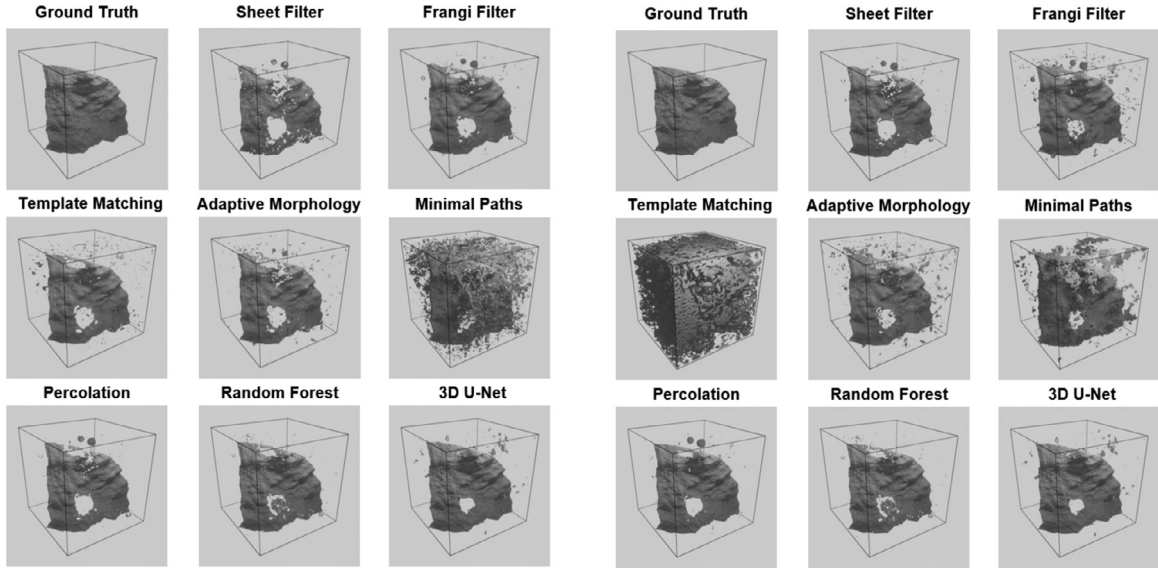 Ground Truth Sheet Filter Frangi Filter Ground Truth Sheet Filter Frangi Filter
Template Matching Adaptive Morphology Minimal Paths Template Matching Adaptive Morphology Minimal Paths
Percolation Random Forest 3D U-Net Percolation Random Forest 3D U-Net